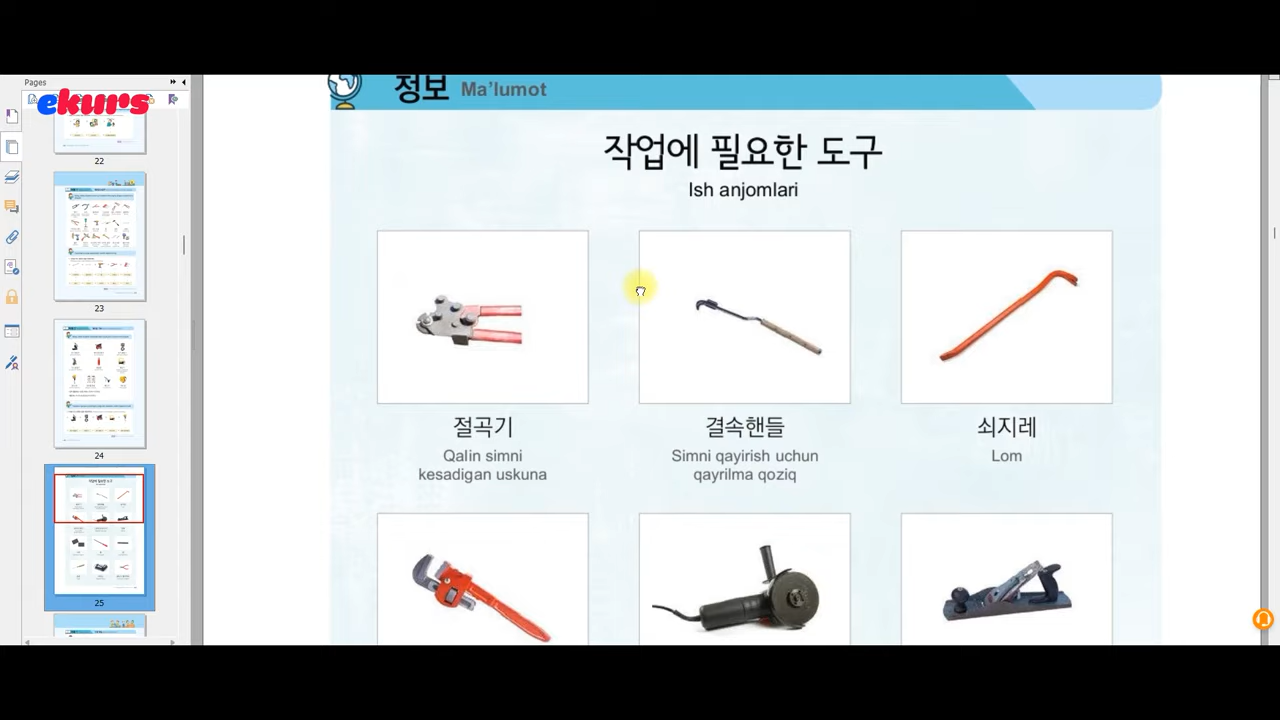 Pages
ekurs
22
23
24
25
정보 Ma'lumot
작업에 필요한 도구
Ish anjomlari
절곡기
Qalin simni
kesadigan uskuna
결속핸들
Simni qayirish uchun
qayrilma qoziq
쇠지레
Lom